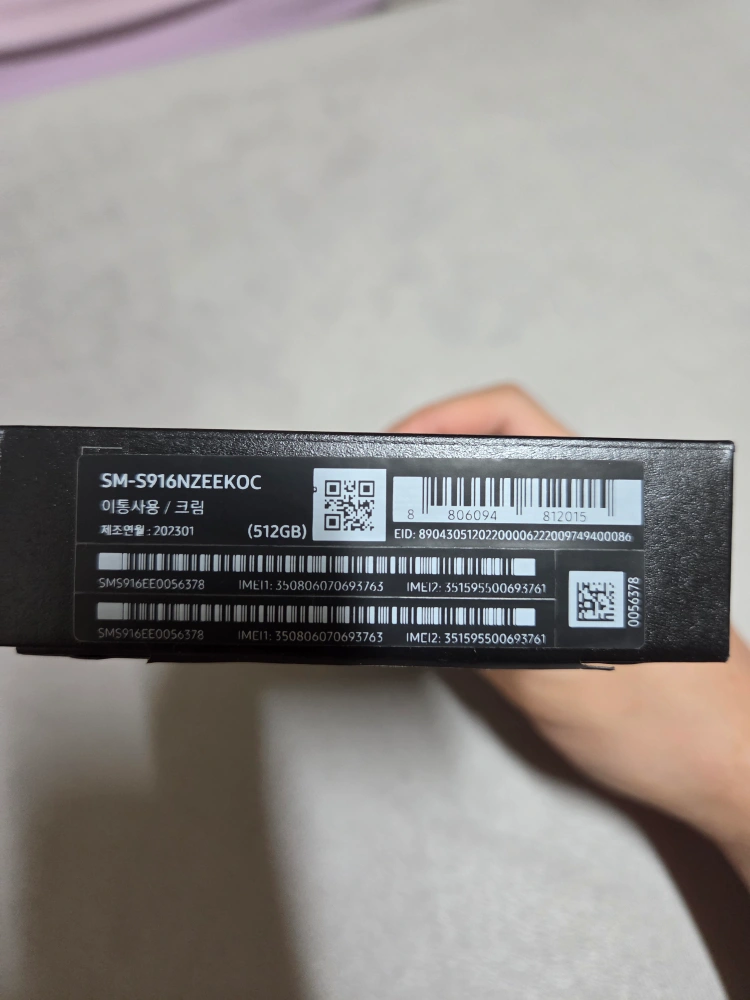 SM-S916NZEEKOC
이통사용 / 크림
제조연월 : 202301 (512GB)
8 806094 812015
EID: 89043051202200006222009749400086
SMS916EE0056378 IMEI1: 350806070693763 IMEI2: 351595500693761
SMS916EE0056378 IMEI1: 350806070693763 IMEI2: 351595500693761
0056378